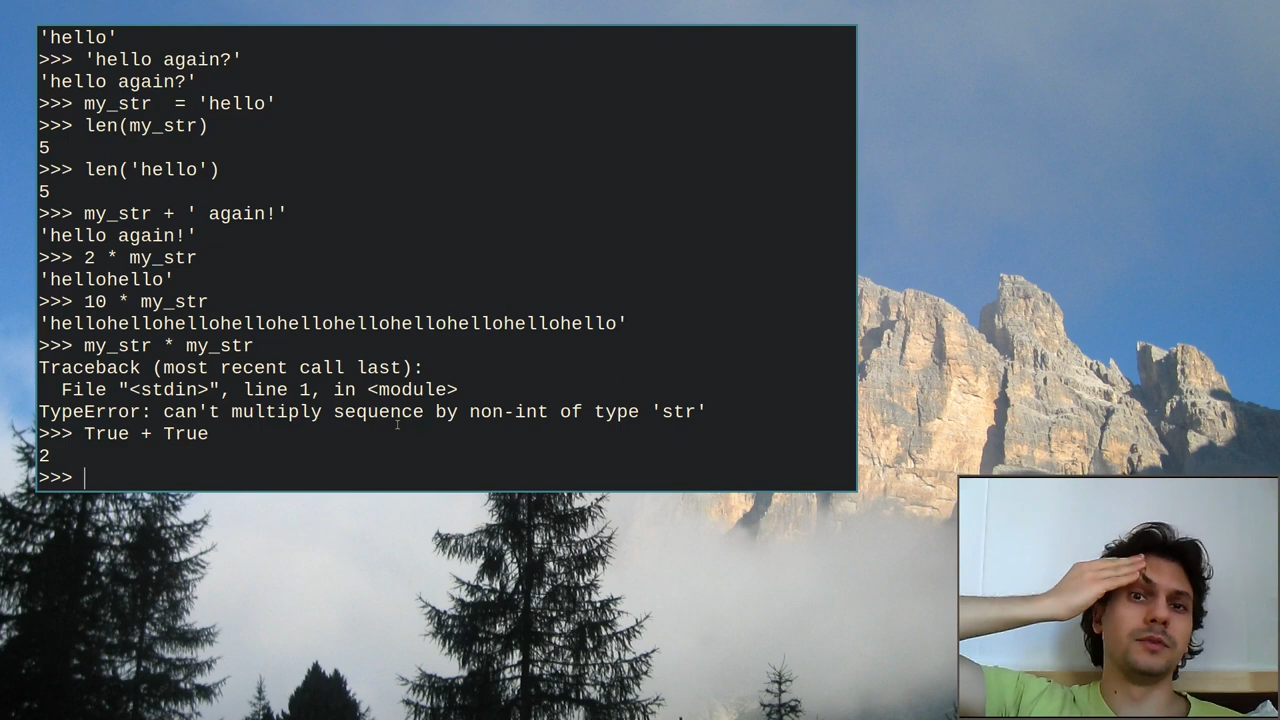 'hello'
>>> 'hello again?'
'hello again?'
>>> my_str  = 'hello'
>>> len(my_str)
5
>>> len('hello')
5
>>> my_str + ' again!'
'hello again!'
>>> 2 * my_str
'hellohello'
>>> 10 * my_str
'hellohellohellohellohellohellohellohellohellohello'
>>> my_str * my_str
Traceback (most recent call last):
  File "<stdin>", line 1, in <module>
TypeError: can't multiply sequence by non-int of type 'str'
>>> True + True
2
>>>